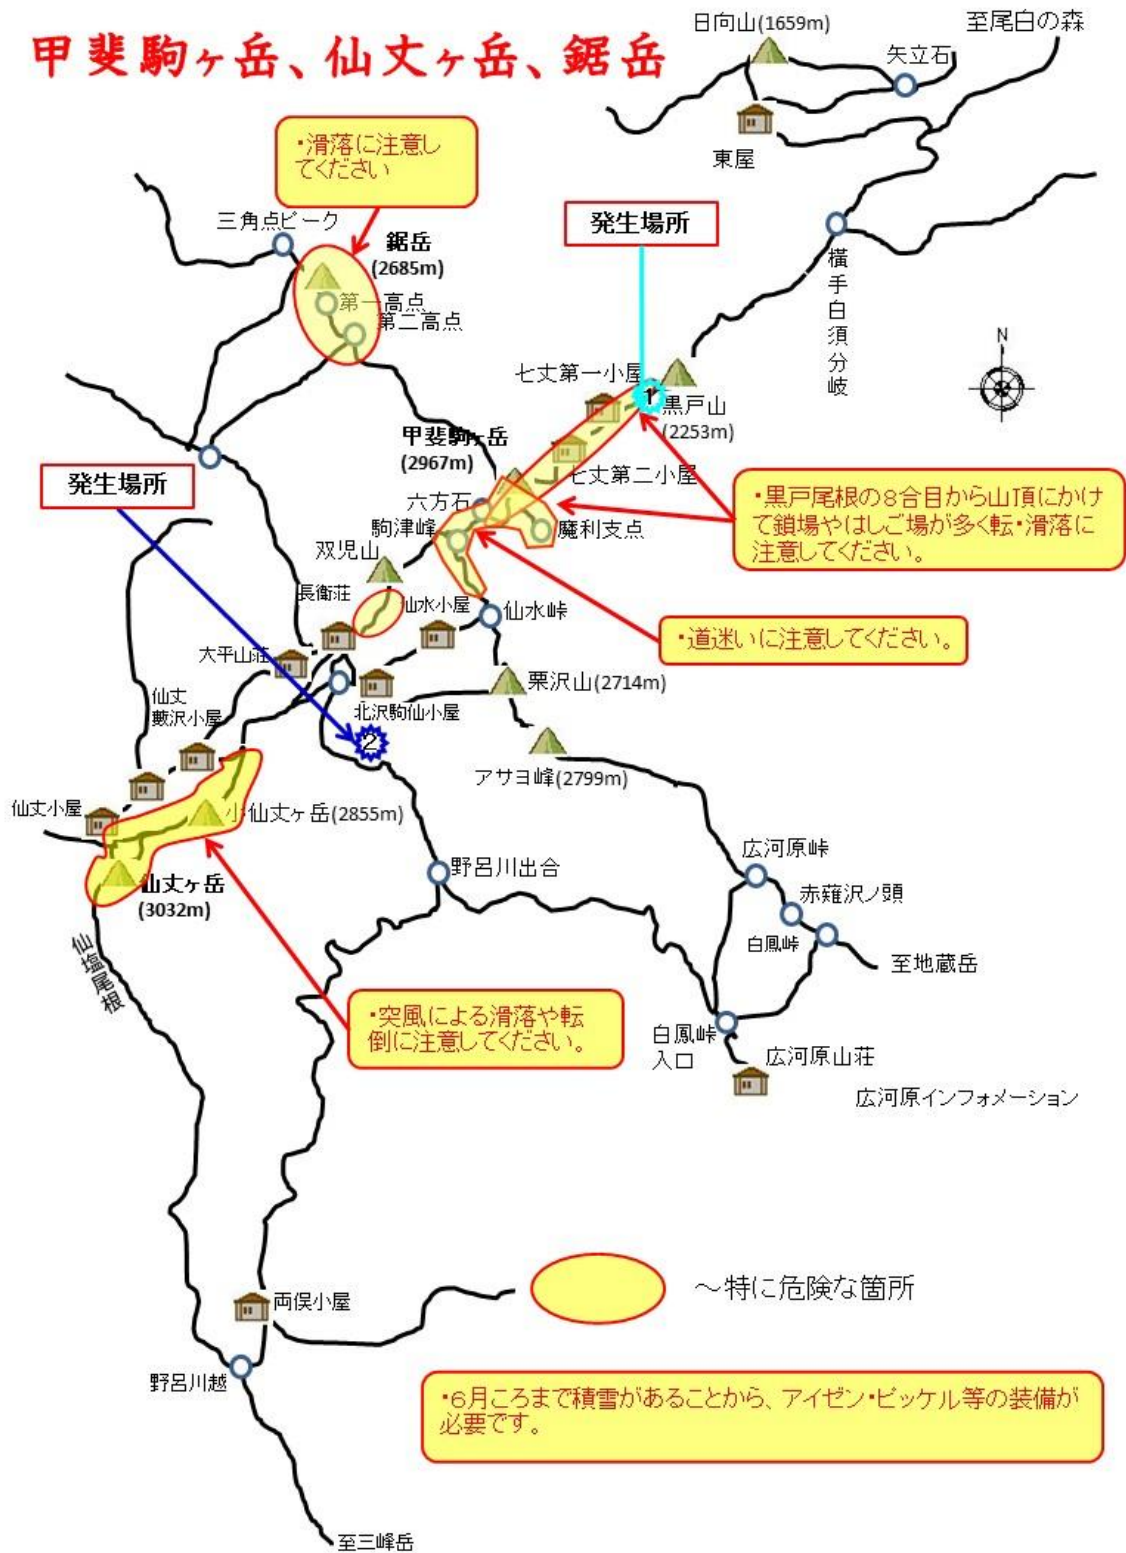 甲斐駒ヶ岳、仙丈ヶ岳、鋸岳
日向山(1659m)
至尾白の森
矢立石
東屋
・滑落に注意し
てください
三角点ピーク
鋸岳
(2685m)
第一高点
第二高点
発生場所
横手白須分岐
N
七丈第一小屋
1
黒戸山
(2253m)
甲斐駒ヶ岳
(2967m)
七丈第二小屋
発生場所
六方石
駒津峰
魔利支点
・黒戸尾根の8合目から山頂にかけ
て鎖場やはしご場が多く転・滑落に
注意してください。
双児山
長衛荘
仙水小屋
仙水峠
・道迷いに注意してください。
大平山荘
栗沢山(2714m)
仙丈
藪沢小屋
北沢駒仙小屋
2
アサヨ峰(2799m)
仙丈小屋
小仙丈ヶ岳(2855m)
野呂川出合
広河原峠
仙丈ヶ岳
(3032m)
赤薙沢ノ頭
白鳳峠
至地蔵岳
仙塩尾根
・突風による滑落や転
倒に注意してください。
白鳳峠
入口
広河原山荘
広河原インフォメーション
両俣小屋
～特に危険な箇所
野呂川越
・6月ころまで積雪があることから、アイゼン・ピッケル等の装備が
必要です。
至三峰岳